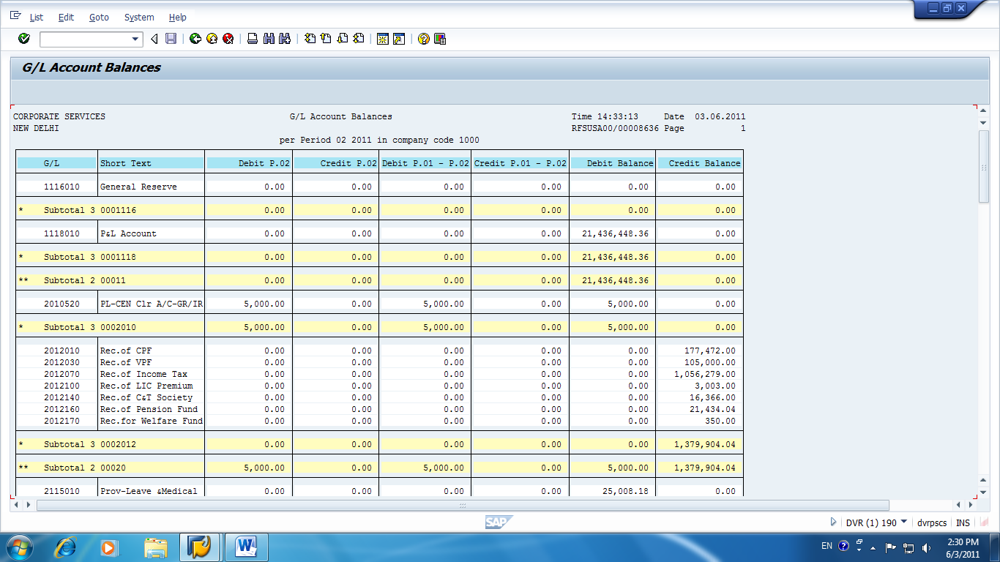 List Edit Goto System Help
G/L Account Balances
CORPORATE SERVICES G/L Account Balances Time 14:33:13 Date 03.06.2011
NEW DELHI RFSUSA00/00008636 Page 1
per Period 02 2011 in company code 1000
G/L Short Text Debit P.02 Credit P.02 Debit P.01 - P.02 Credit P.01 - P.02 Debit Balance Credit Balance
1116010 General Reserve 0.00 0.00 0.00 0.00 0.00 0.00
* Subtotal 3 0001116 0.00 0.00 0.00 0.00 0.00 0.00
1118010 P&L Account 0.00 0.00 0.00 0.00 21,436,448.36 0.00
* Subtotal 3 0001118 0.00 0.00 0.00 0.00 21,436,448.36 0.00
** Subtotal 2 00011 0.00 0.00 0.00 0.00 21,436,448.36 0.00
2010520 PL-CEN Clr A/C-GR/IR 5,000.00 0.00 5,000.00 0.00 5,000.00 0.00
* Subtotal 3 0002010 5,000.00 0.00 5,000.00 0.00 5,000.00 0.00
2012010 Rec.of CPF 0.00 0.00 0.00 0.00 0.00 177,472.00
2012030 Rec.of VPF 0.00 0.00 0.00 0.00 0.00 105,000.00
2012070 Rec.of Income Tax 0.00 0.00 0.00 0.00 0.00 1,056,279.00
2012100 Rec.of LIC Premium 0.00 0.00 0.00 0.00 0.00 3,003.00
2012140 Rec.of C&T Society 0.00 0.00 0.00 0.00 0.00 16,366.00
2012160 Rec.of Pension Fund 0.00 0.00 0.00 0.00 0.00 21,434.04
2012170 Rec.for Welfare Fund 0.00 0.00 0.00 0.00 0.00 350.00
* Subtotal 3 0002012 0.00 0.00 0.00 0.00 0.00 1,379,904.04
** Subtotal 2 00020 5,000.00 0.00 5,000.00 0.00 5,000.00 1,379,904.04
2115010 Prov-Leave &Medical 0.00 0.00 0.00 0.00 25,008.18 0.00
SAP DVR (1) 190 dvrpscs INS
EN 2:30 PM
6/3/2011